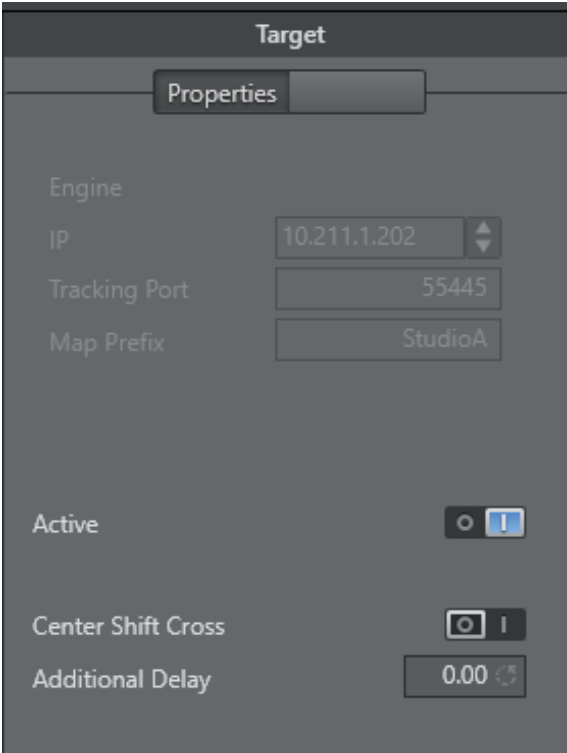 Target
Properties
Engine
IP 10.211.1.202
Tracking Port 55445
Map Prefix StudioA
Active
Center Shift Cross
Additional Delay 0.00